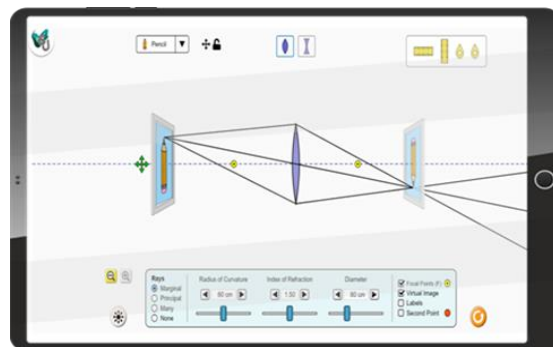 Pencil
Rays
Marginal
Principal
Many
None
Radius of Curvature
80 cm
Index of Refraction
1.50
Diameter
80 cm
Focal Points (F)
Virtual Image
Labels
Second Point